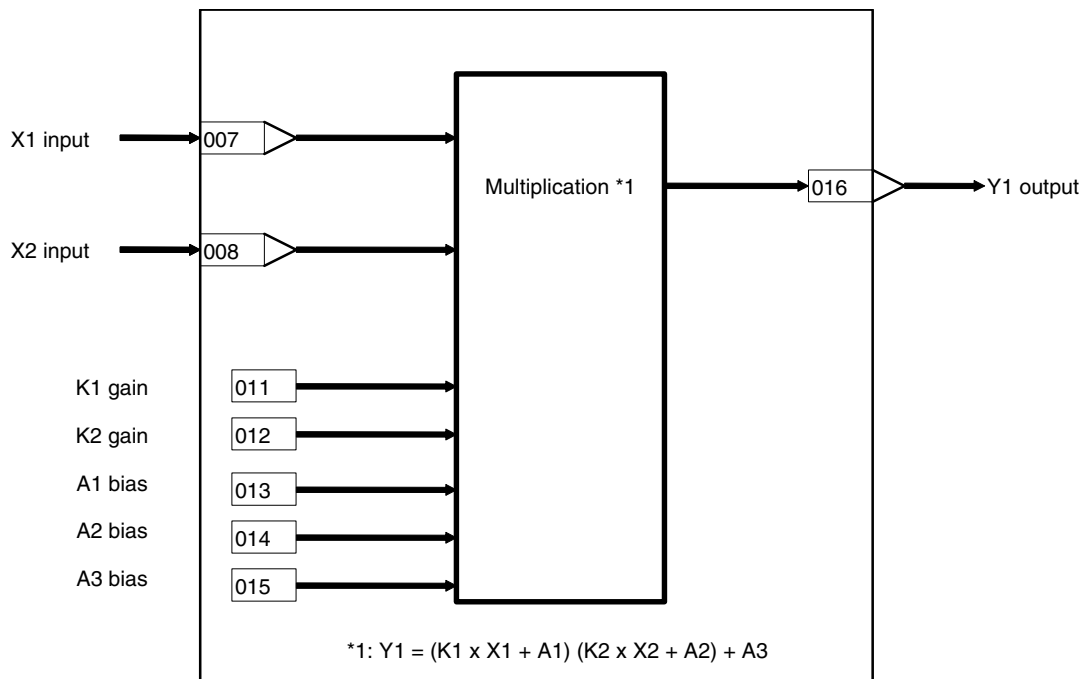 X1 input
007
Multiplication *1
016
Y1 output
X2 input
008
K1 gain
011
K2 gain
012
A1 bias
013
A2 bias
014
A3 bias
015
*1: Y1 = (K1 x X1 + A1) (K2 x X2 + A2) + A3